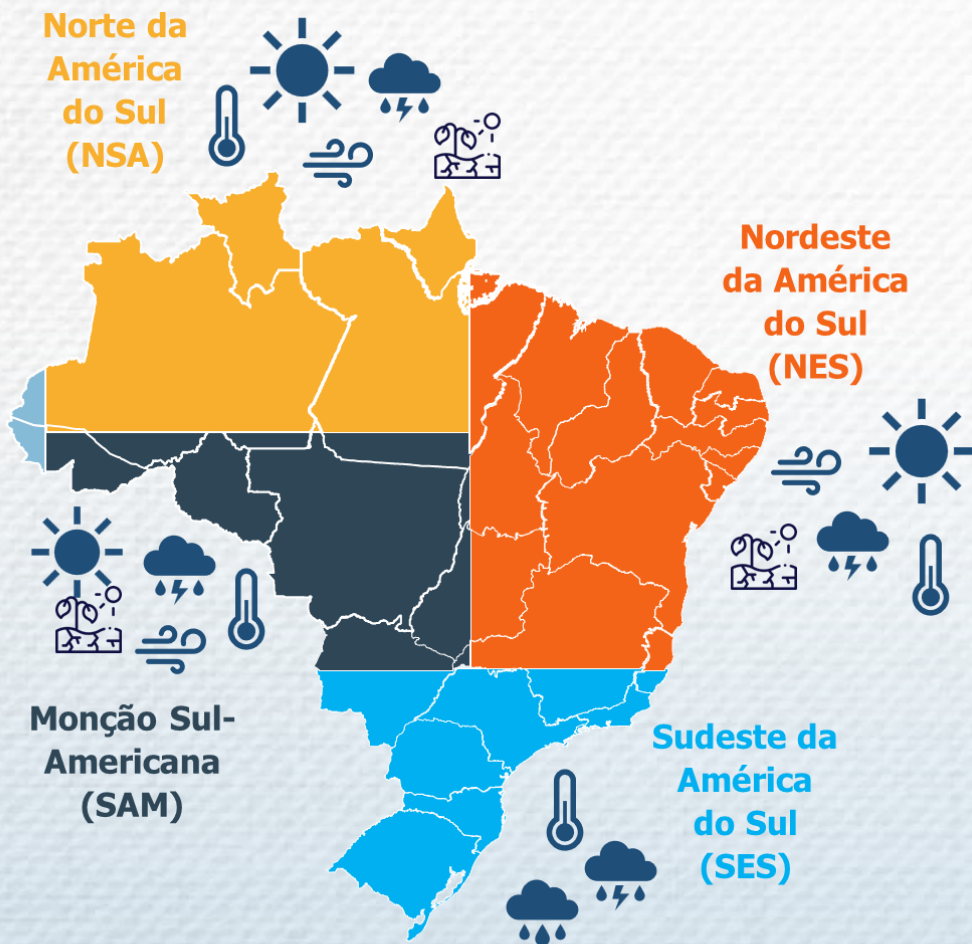 Norte da
América
do Sul
(NSA)
Nordeste
da América
do Sul
(NES)
Monção Sul-
Americana
(SAM)
Sudeste da
América
do Sul
(SES)